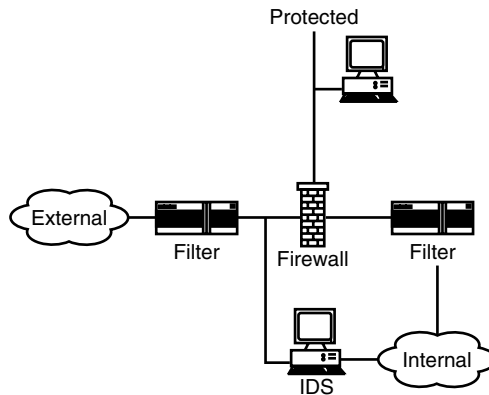 Protected
External
Filter
Firewall
Filter
IDS
Internal